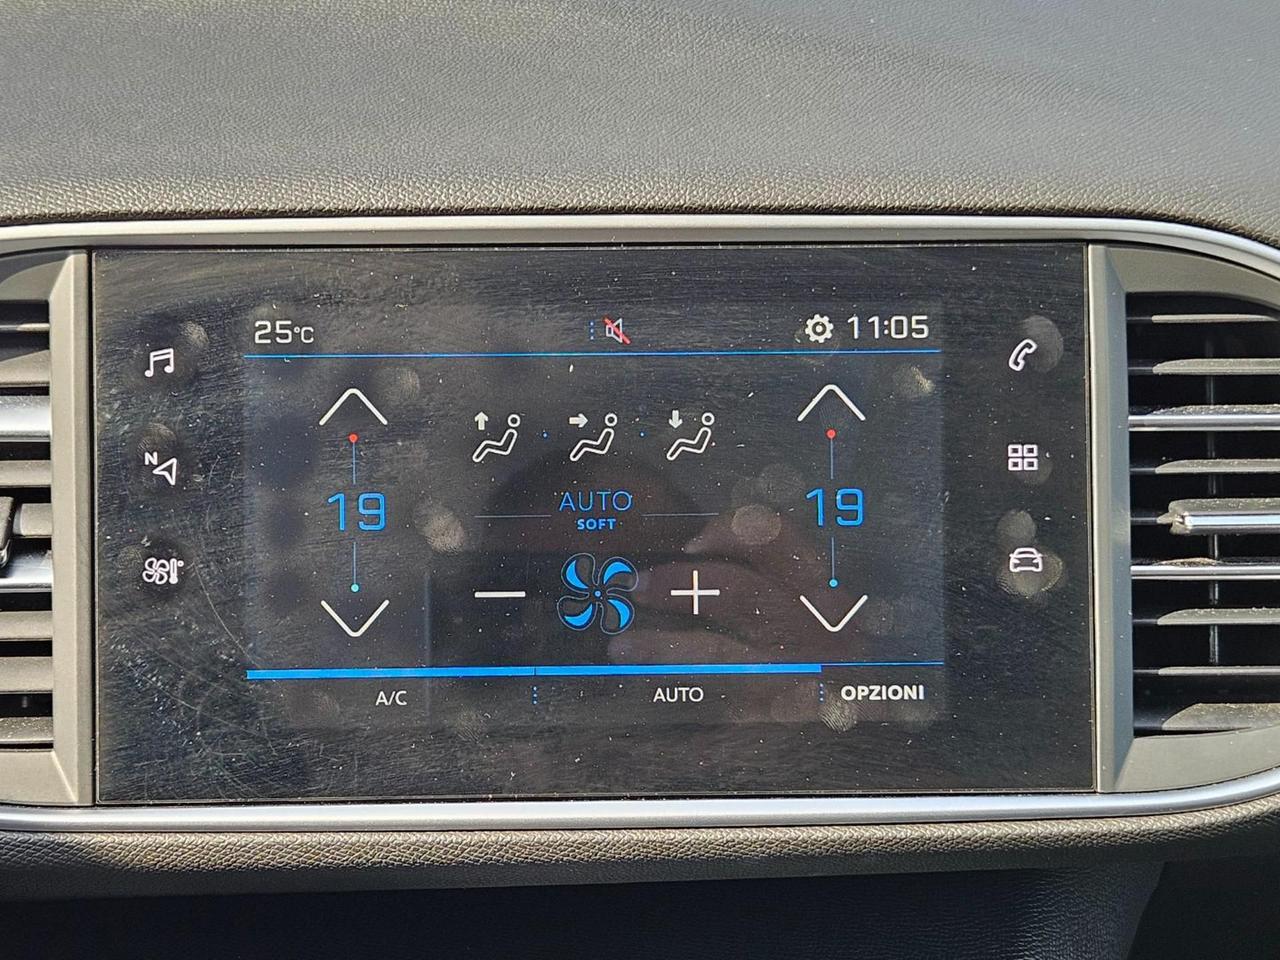 25°C 11:05
N
19 AUTO 19
SOFT
A/C AUTO OPZIONI